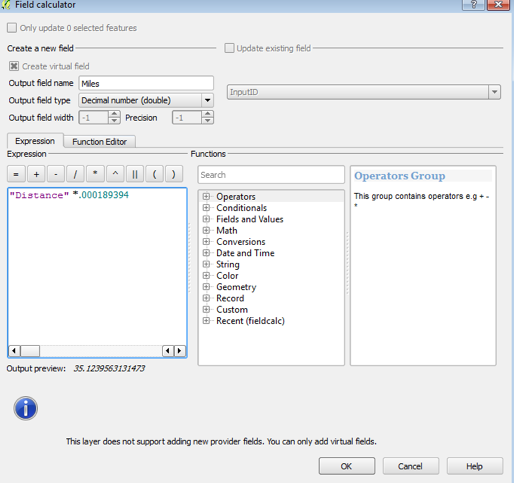 Field calculator
Only update 0 selected features
Create a new field
Update existing field
Create virtual field
Output field name Miles
Output field type Decimal number (double)
InputID
Output field width -1 Precision -1
Expression Function Editor
Expression
Functions
= + - / * ^ || ( )
Search
"Distance" *.000189394
Operators
Conditionals
Fields and Values
Math
Conversions
Date and Time
String
Color
Geometry
Record
Custom
Recent (fieldcalc)
Operators Group
This group contains operators e.g + -
*
Output preview: 35.1239563131473
This layer does not support adding new provider fields. You can only add virtual fields.
OK Cancel Help